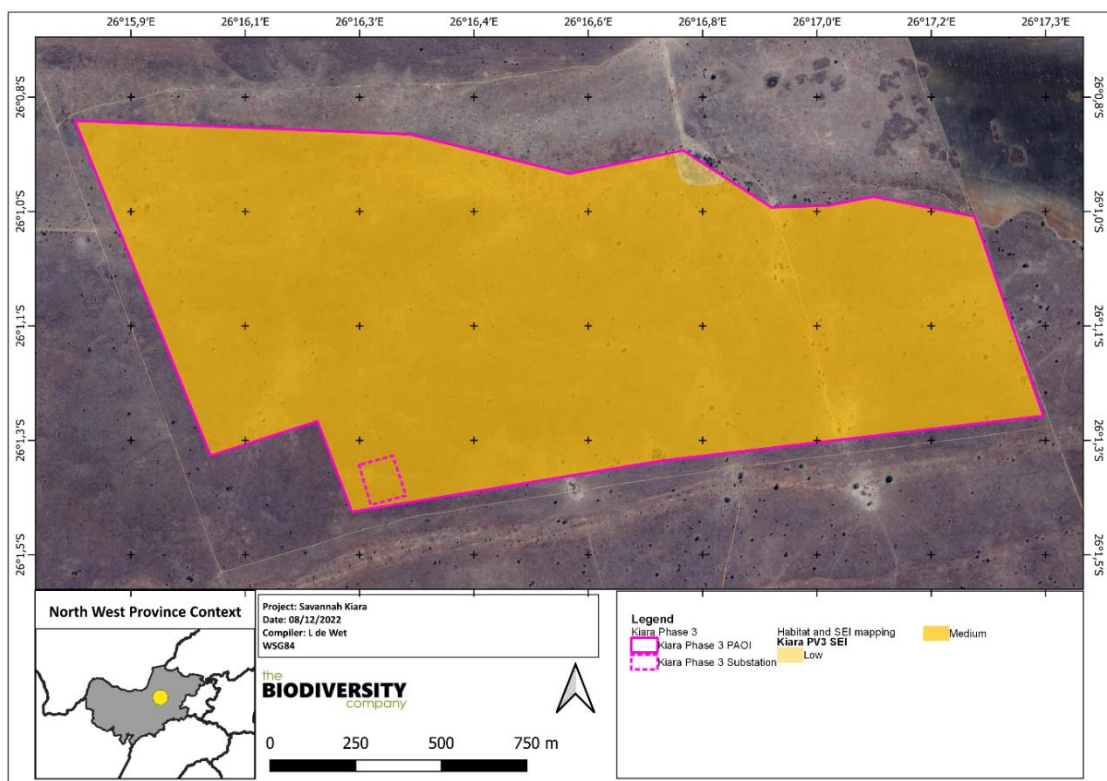 26°15,9'E 26°16,1'E 26°16,3'E 26°16,4'E 26°16,6'E 26°16,8'E 26°17,0'E 26°17,2'E 26°17,3'E
26°0,8'S 26°0,8'S
26°1,0'S 26°1,0'S
26°1,1'S 26°1,1'S
26°1,3'S 26°1,3'S
26°1,5'S 26°1,5'S
North West Province Context
Project: Savannah Kiara
Date: 08/12/2022
Compiler: L de Wet
WSG84
the
BIODIVERSITY
company
0 250 500 750 m
Legend
Kiara Phase 3
Kiara Phase 3 PAOI
Kiara Phase 3 Substation
Habitat and SEI mapping
Kiara PV3 SEI
Low
Medium